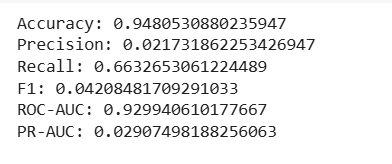 Accuracy: 0.9480530880235947
Precision: 0.021731862253426947
Recall: 0.6632653061224489
F1: 0.04208481709291033
ROC-AUC: 0.929940610177667
PR-AUC: 0.02907498188256063